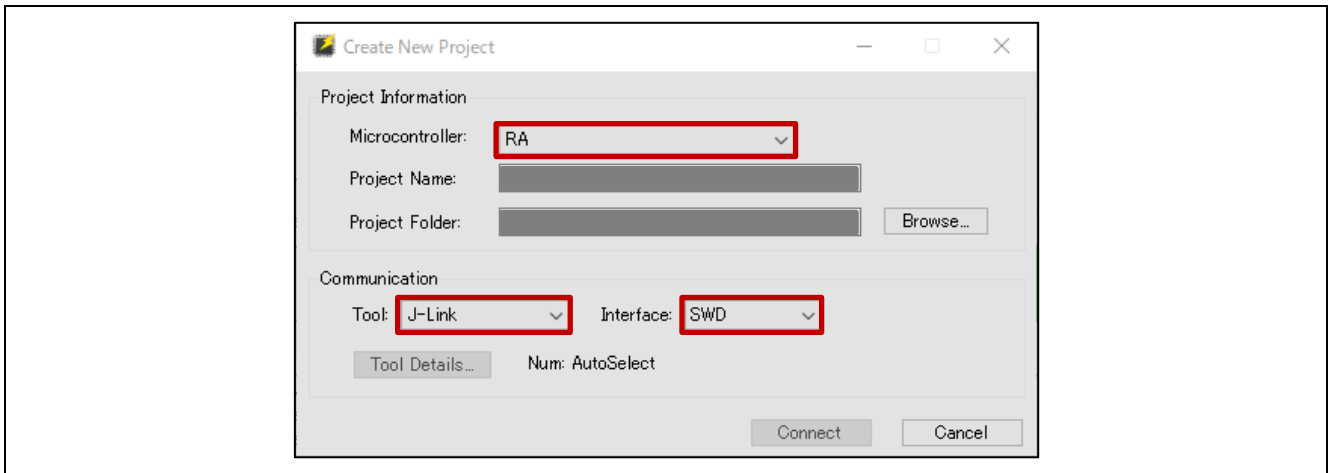 Create New Project
Project Information
Microcontroller: RA
Project Name:
Project Folder: Browse...
Communication
Tool: J-Link Interface: SWD
Tool Details... Num: AutoSelect
Connect Cancel